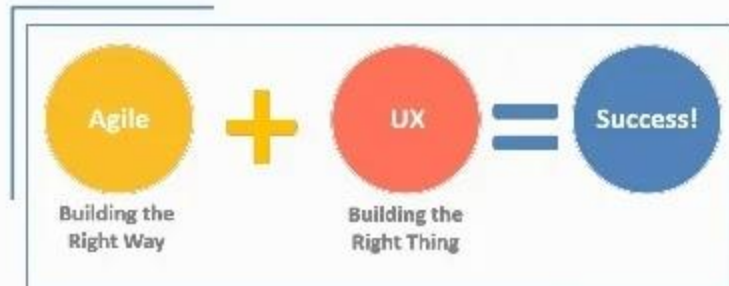 Agile
UX
Success!
Building the
Right Way
Building the
Right Thing